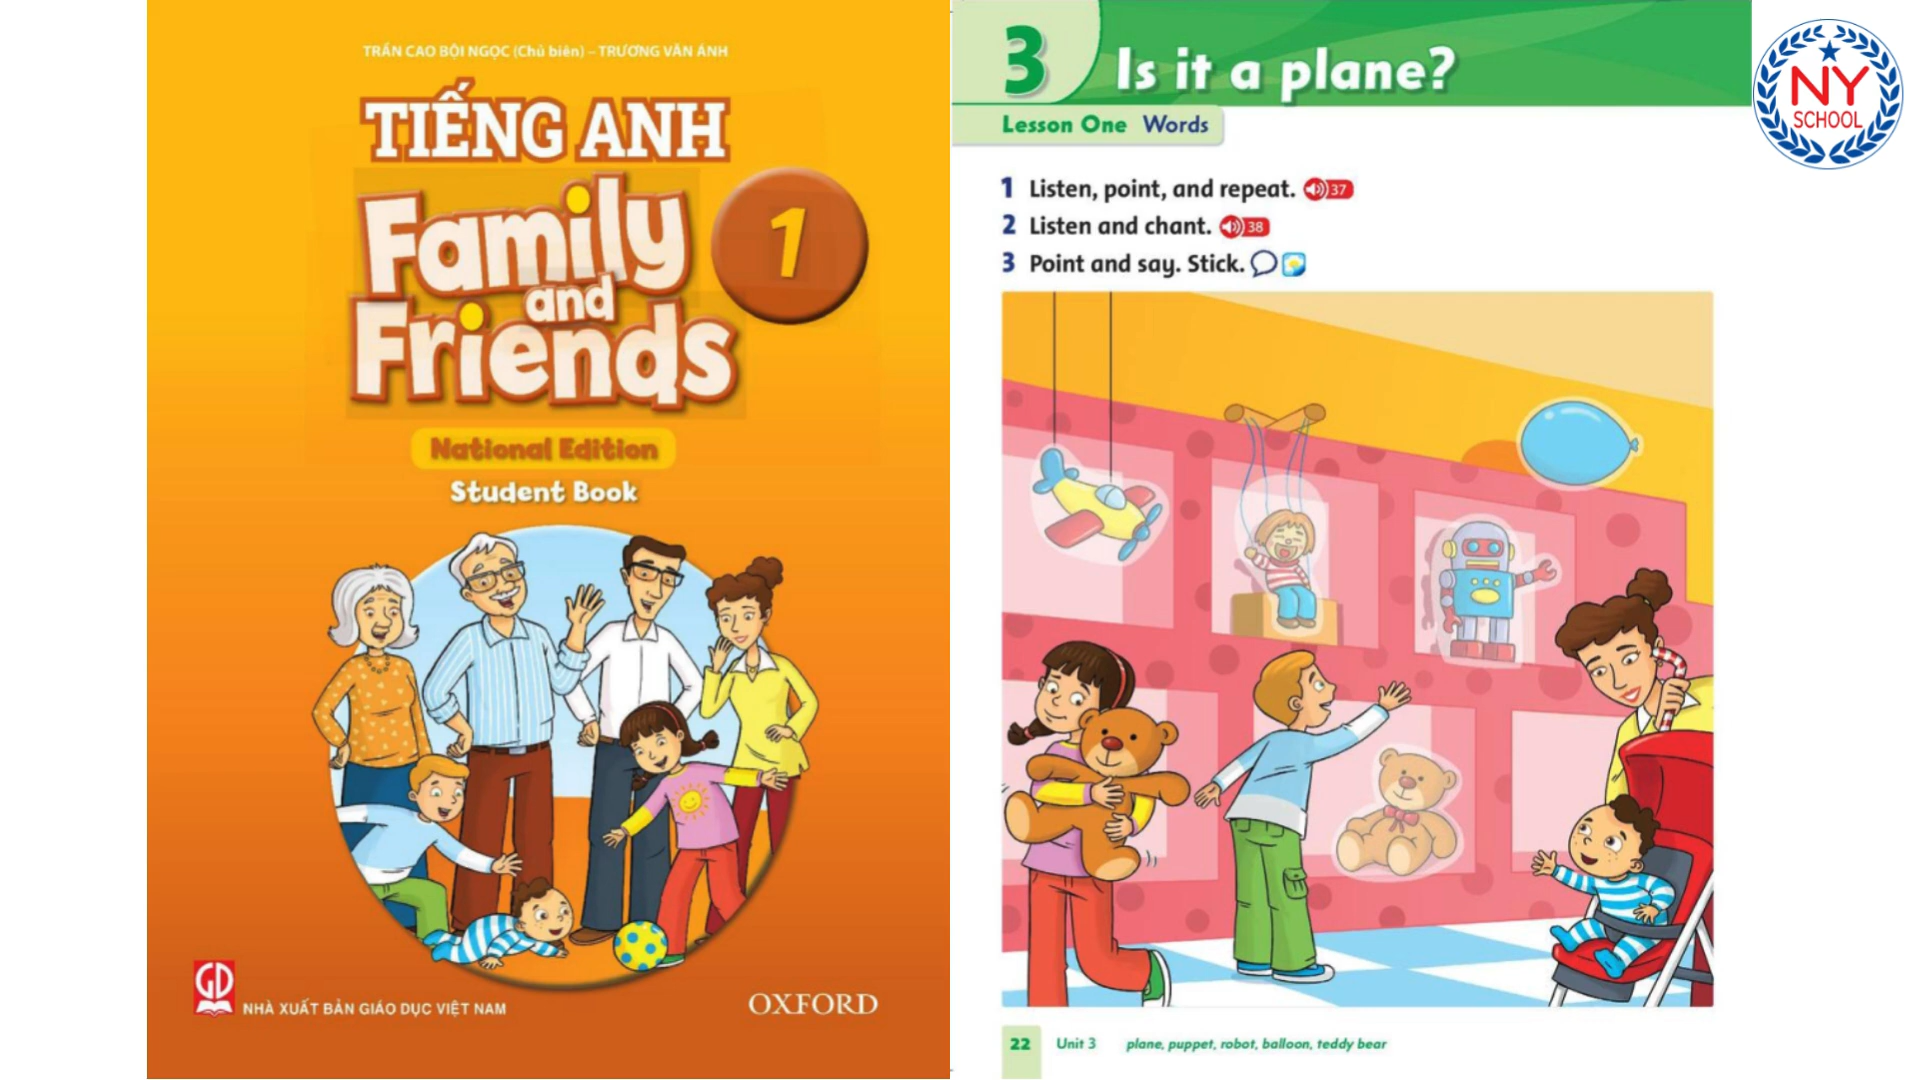 TRẦN CAO BỘI NGỌC (Chủ biên) – TRƯƠNG VĂN ÁNH
TIẾNG ANH
Family
and
Friends
1
National Edition
Student Book
GD
NHÀ XUẤT BẢN GIÁO DỤC VIỆT NAM
OXFORD
3 Is it a plane?
Lesson One Words
1 Listen, point, and repeat. 37
2 Listen and chant. 38
3 Point and say. Stick.
22 Unit 3 plane, puppet, robot, balloon, teddy bear
NY
SCHOOL